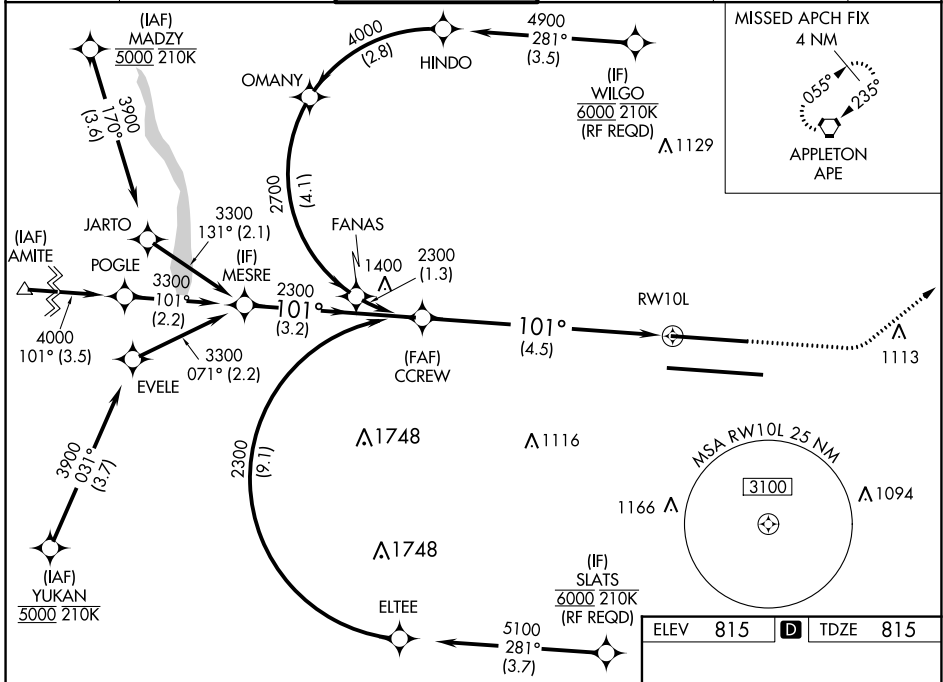 (IAF)
MADZY
5000 210K
3900
170°
(3.6)
4000
(2.8)
HINDO
4900
281°
(3.5)
(IF)
WILGO
6000 210K
(RF REQD)
1129
MISSED APCH FIX
4 NM
055°
235°
APPLETON
APE
OMANY
2700
(4.1)
JARTO
3300
131° (2.1)
(IAF)
AMITE
POGLE
3300
101°
(2.2)
(IF)
MESRE
FANAS
1400
2300
(1.3)
2300
101°
(3.2)
4000
101° (3.5)
3300
071° (2.2)
EVELE
(FAF)
CCREW
101°
(4.5)
RW10L
1113
3900
031°
(3.7)
2300
(9.1)
1748
1116
MSA RW10L 25 NM
3100
1166
1094
1748
(IAF)
YUKAN
5000 210K
ELTEE
5100
281°
(3.7)
(IF)
SLATS
6000 210K
(RF REQD)
ELEV 815 D TDZE 815